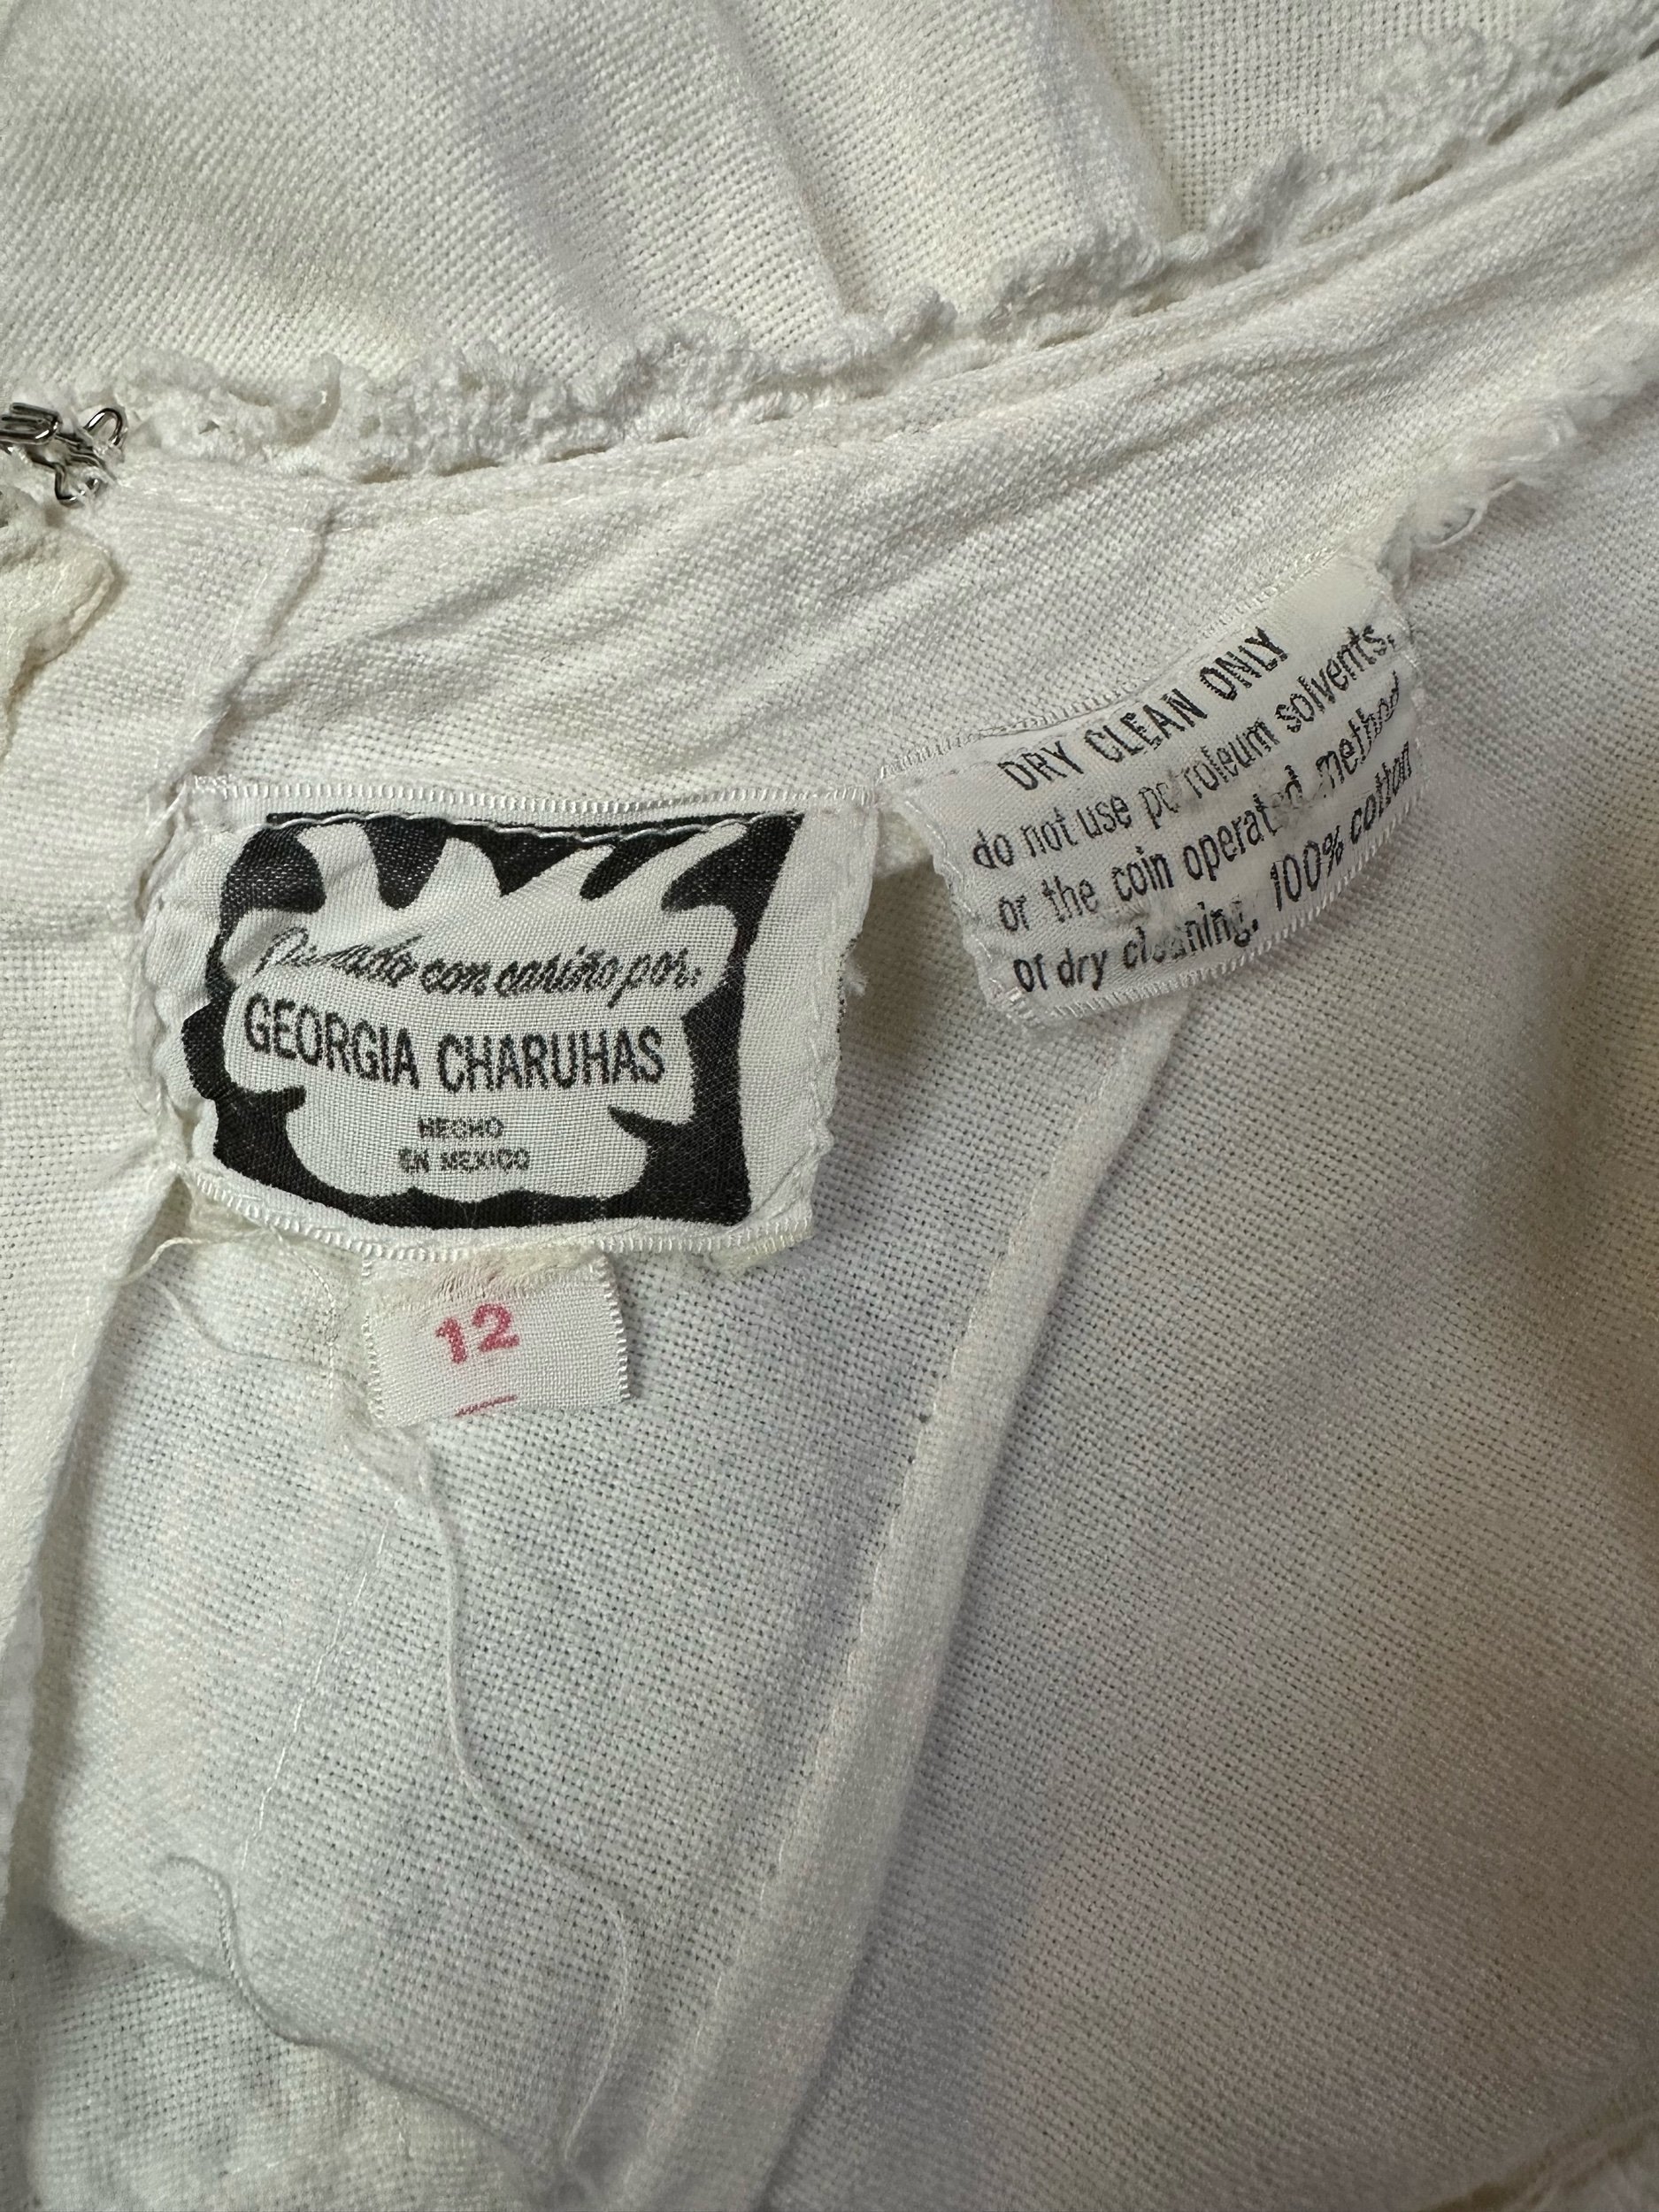 Pintado con cariño por:
GEORGIA CHARUHAS
HECHO
EN MEXICO
12
DRY CLEAN ONLY
do not use petroleum solvents,
or the coin operated method
of dry cleaning. 100% cotton